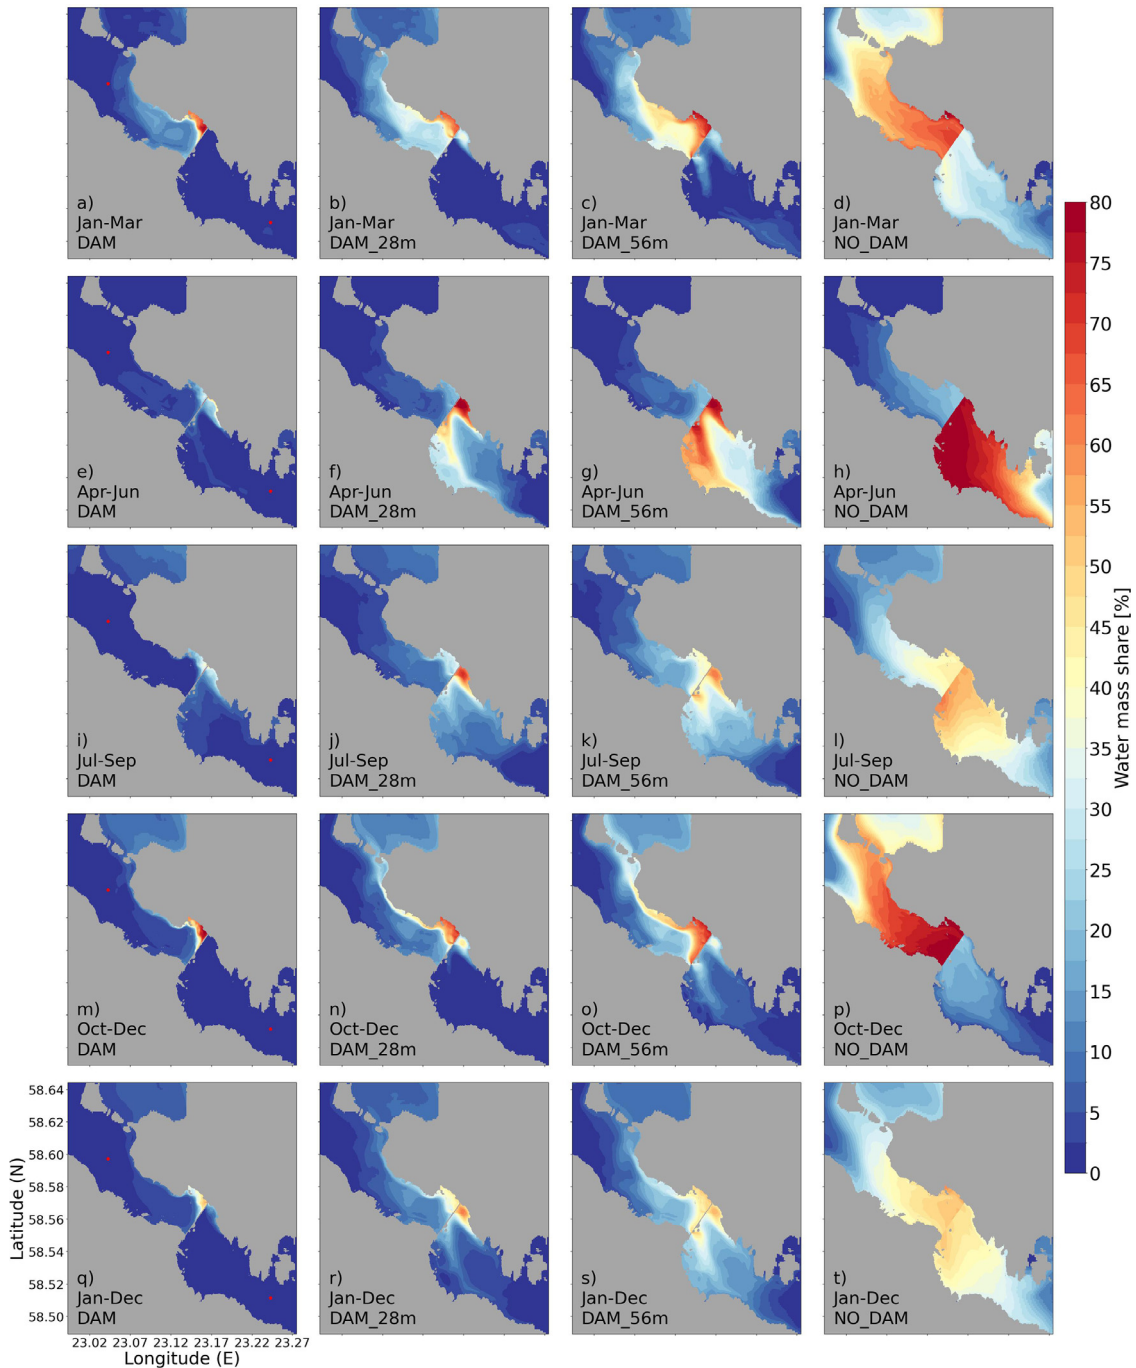 a)
Jan-Mar
DAM
b)
Jan-Mar
DAM_28m
c)
Jan-Mar
DAM_56m
d)
Jan-Mar
NO_DAM
e)
Apr-Jun
DAM
f)
Apr-Jun
DAM_28m
g)
Apr-Jun
DAM_56m
h)
Apr-Jun
NO_DAM
i)
Jul-Sep
DAM
j)
Jul-Sep
DAM_28m
k)
Jul-Sep
DAM_56m
l)
Jul-Sep
NO_DAM
m)
Oct-Dec
DAM
n)
Oct-Dec
DAM_28m
o)
Oct-Dec
DAM_56m
p)
Oct-Dec
NO_DAM
q)
Jan-Dec
DAM
r)
Jan-Dec
DAM_28m
s)
Jan-Dec
DAM_56m
t)
Jan-Dec
NO_DAM
58.64
58.62
58.60
58.58
58.56
58.54
58.52
58.50
Latitude (N)
23.02 23.07 23.12 23.17 23.22 23.27
Longitude (E)
80
75
70
65
60
55
50
45
40
35
30
25
20
15
10
5
0
Water mass share [%]